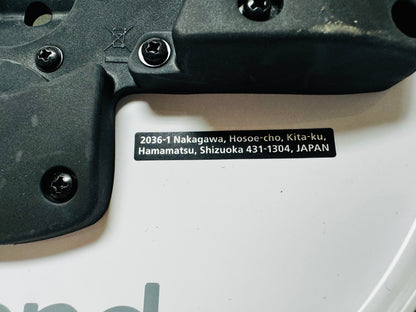 2036-1 Nakagawa, Hosoe-cho, Kita-ku,
Hamamatsu, Shizuoka 431-1304, JAPAN